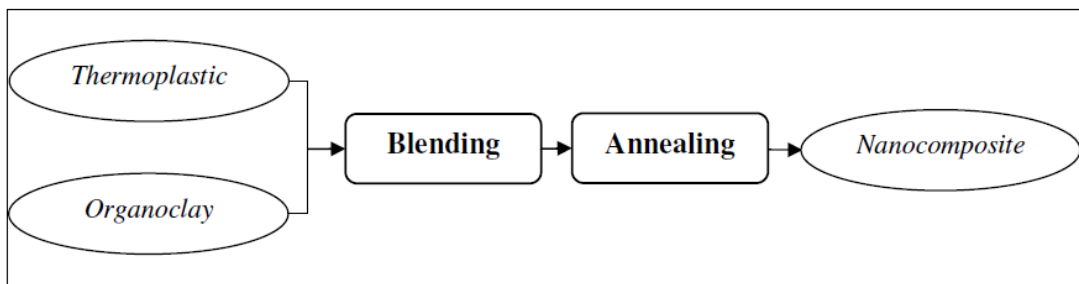 Thermoplastic
Organoclay
Blending
Annealing
Nanocomposite